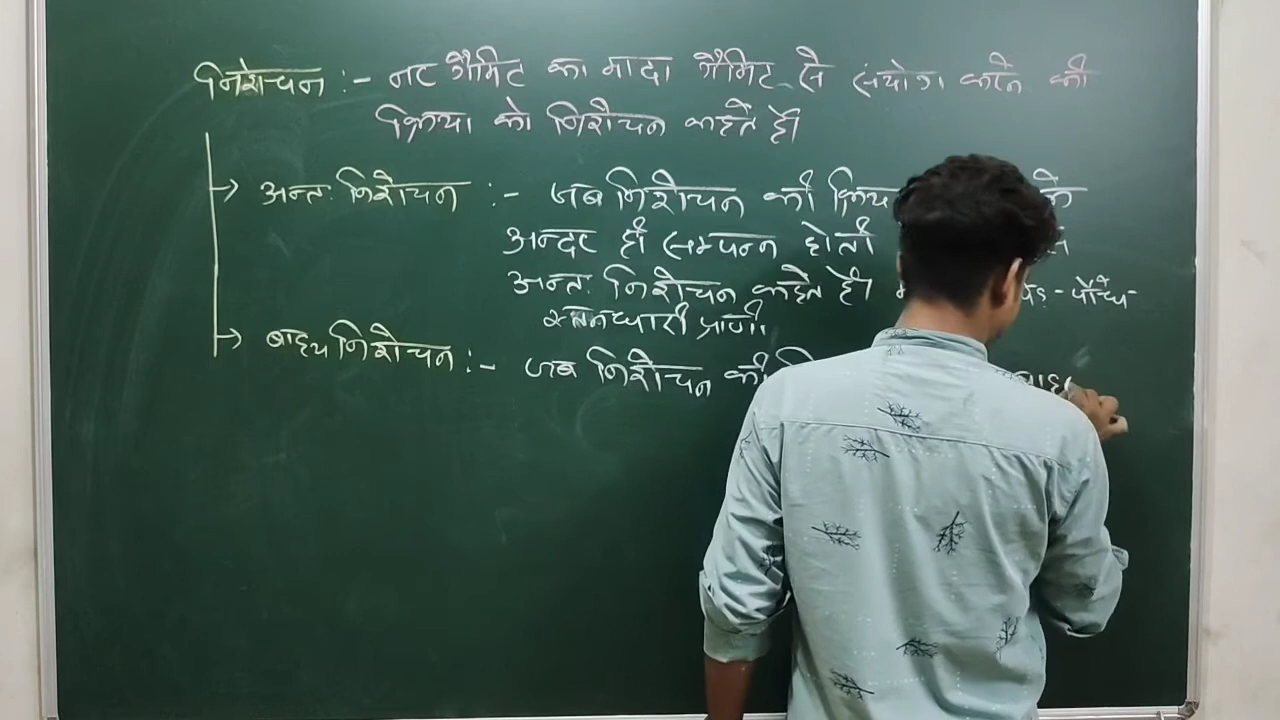 निशेचन :- नर गैमिट का मादा गैमिट से संयोग करने की
क्रिया को निशेचन कहते हैं।
→ अन्तः निशेचन :- जब निशेचन की क्रिया के
अन्दर ही सम्पन्न होती
अन्तः निशेचन कहते हैं। पेड़-पौधे-
स्तनधारी प्राणी।
→ बाह्य निशेचन :- जब निशेचन की